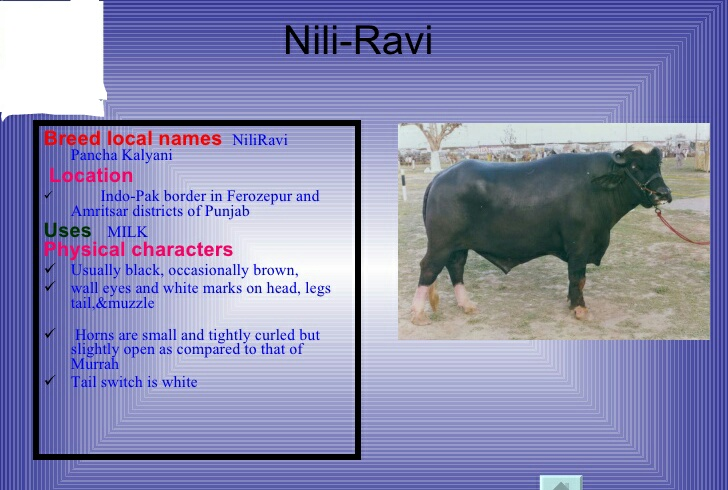 Nili-Ravi
Breed local names NiliRavi
Pancha Kalyani
Location
✓ Indo-Pak border in Ferozepur and
Amritsar districts of Punjab
Uses MILK
Physical characters
✓ Usually black, occasionally brown,
✓ wall eyes and white marks on head, legs
tail,&muzzle
✓ Horns are small and tightly curled but
slightly open as compared to that of
Murrah
✓ Tail switch is white